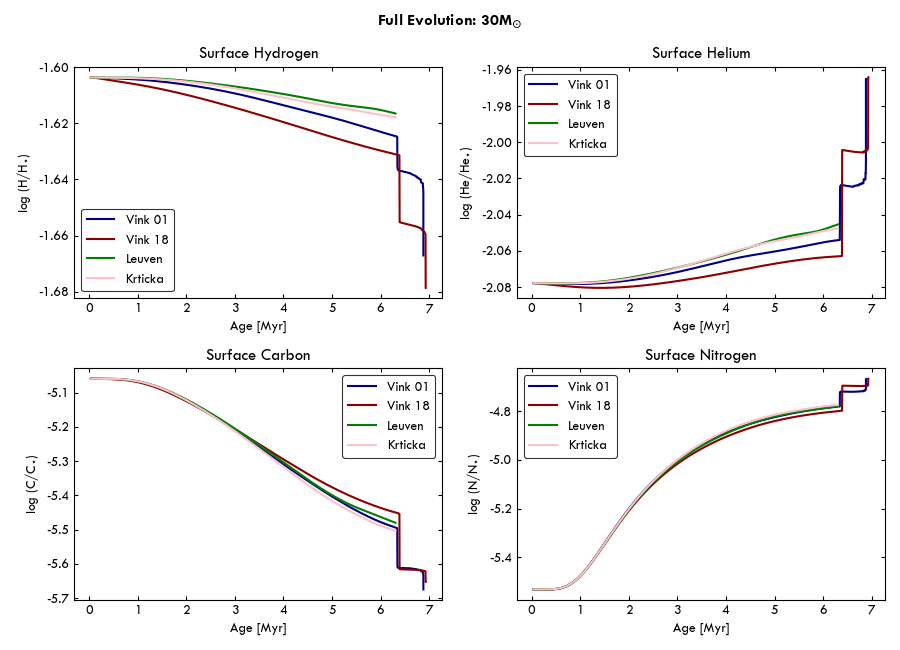 Full Evolution: 30M⊙
Surface Hydrogen
log (H/H⋆)
-1.60
-1.62
-1.64
-1.66
-1.68
Vink 01
Vink 18
Leuven
Krticka
0 1 2 3 4 5 6 7
Age [Myr]
Surface Helium
log (He/He⋆)
-1.96
-1.98
-2.00
-2.02
-2.04
-2.06
-2.08
Vink 01
Vink 18
Leuven
Krticka
0 1 2 3 4 5 6 7
Age [Myr]
Surface Carbon
log (C/C⋆)
-5.1
-5.2
-5.3
-5.4
-5.5
-5.6
-5.7
Vink 01
Vink 18
Leuven
Krticka
0 1 2 3 4 5 6 7
Age [Myr]
Surface Nitrogen
log (N/N⋆)
-4.8
-5.0
-5.2
-5.4
Vink 01
Vink 18
Leuven
Krticka
0 1 2 3 4 5 6 7
Age [Myr]